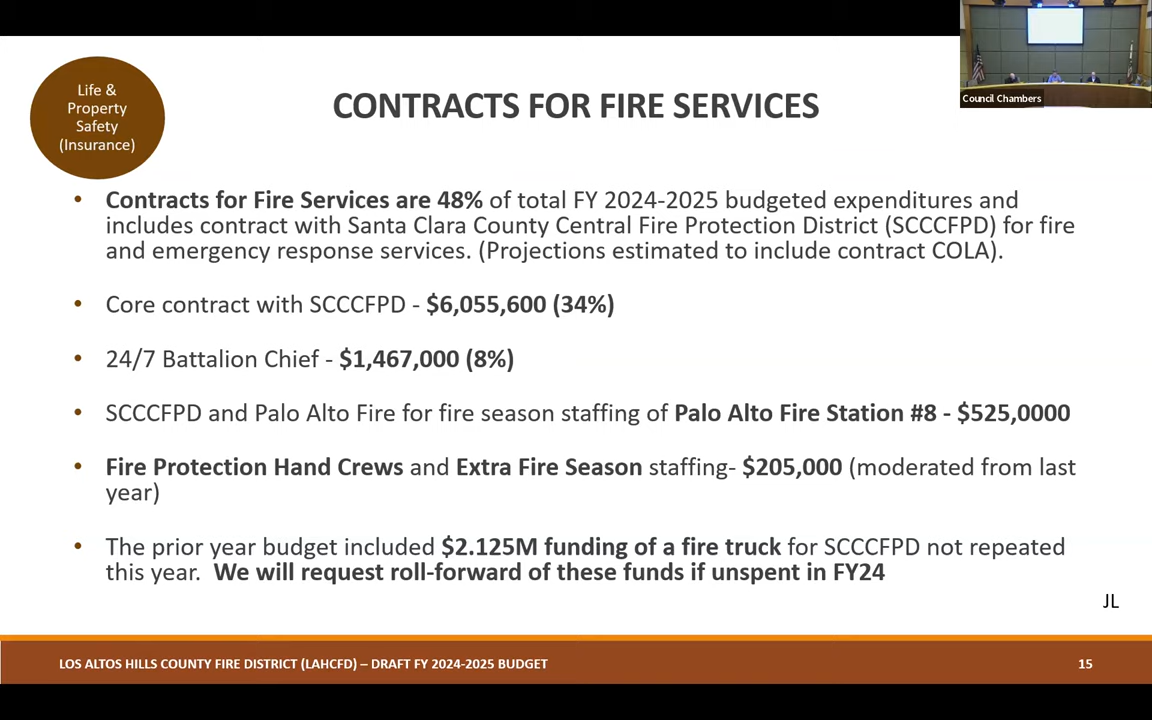 Life &
Property
Safety
(Insurance)
CONTRACTS FOR FIRE SERVICES
Council Chambers
• Contracts for Fire Services are 48% of total FY 2024-2025 budgeted expenditures and
includes contract with Santa Clara County Central Fire Protection District (SCCCFPD) for fire
and emergency response services. (Projections estimated to include contract COLA).
• Core contract with SCCCFPD - $6,055,600 (34%)
• 24/7 Battalion Chief - $1,467,000 (8%)
• SCCCFPD and Palo Alto Fire for fire season staffing of Palo Alto Fire Station #8 - $525,0000
• Fire Protection Hand Crews and Extra Fire Season staffing- $205,000 (moderated from last
year)
• The prior year budget included $2.125M funding of a fire truck for SCCCFPD not repeated
this year. We will request roll-forward of these funds if unspent in FY24
JL
LOS ALTOS HILLS COUNTY FIRE DISTRICT (LAHCFD) – DRAFT FY 2024-2025 BUDGET
15